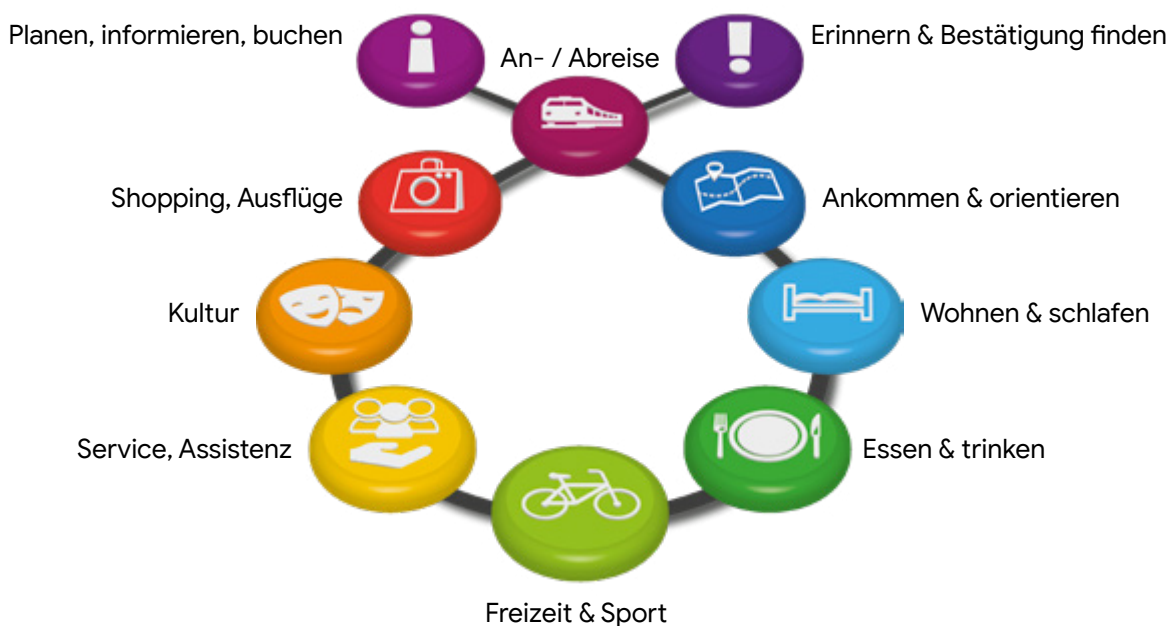 Planen, informieren, buchen
Erinnern & Bestätigung finden
An- / Abreise
Shopping, Ausflüge
Ankommen & orientieren
Kultur
Wohnen & schlafen
Service, Assistenz
Essen & trinken
Freizeit & Sport